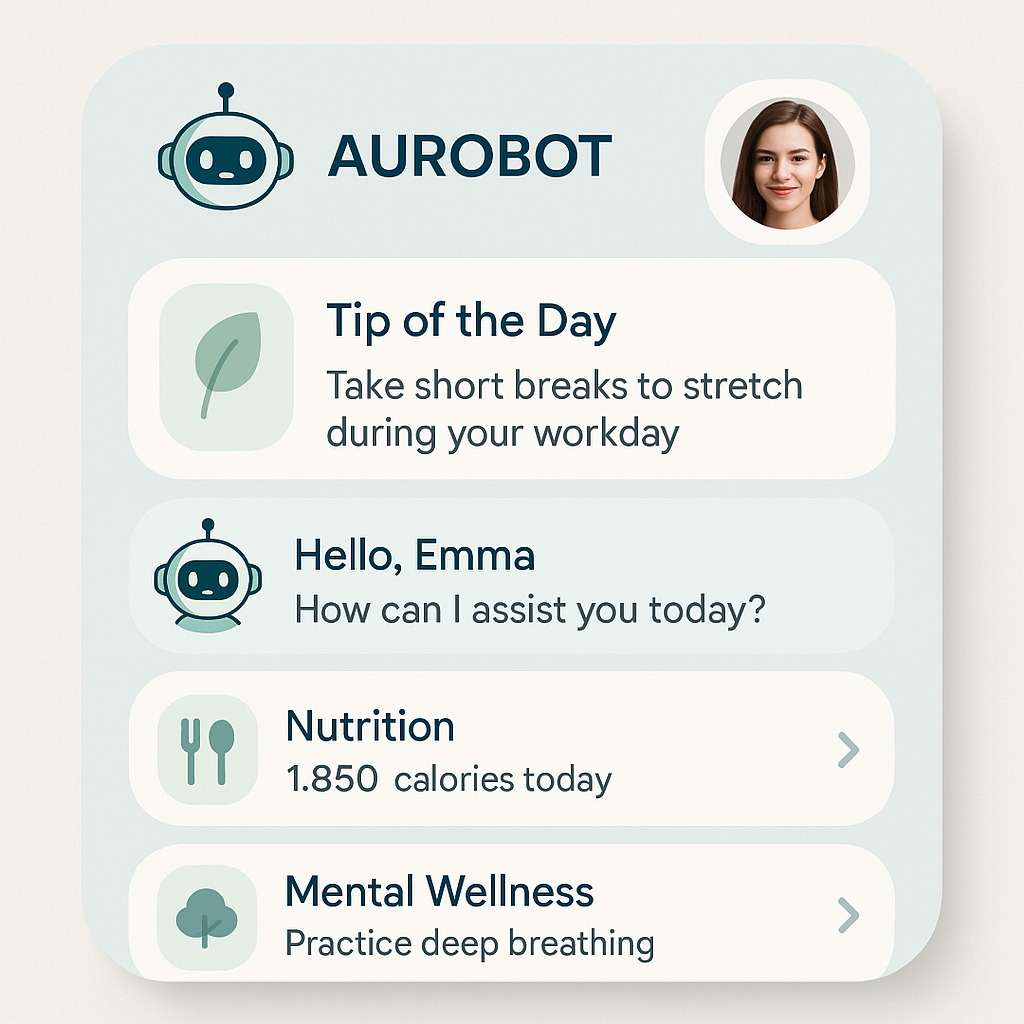 AUROBOT
Tip of the Day
Take short breaks to stretch
during your workday
Hello, Emma
How can I assist you today?
Nutrition
1.850 calories today
Mental Wellness
Practice deep breathing